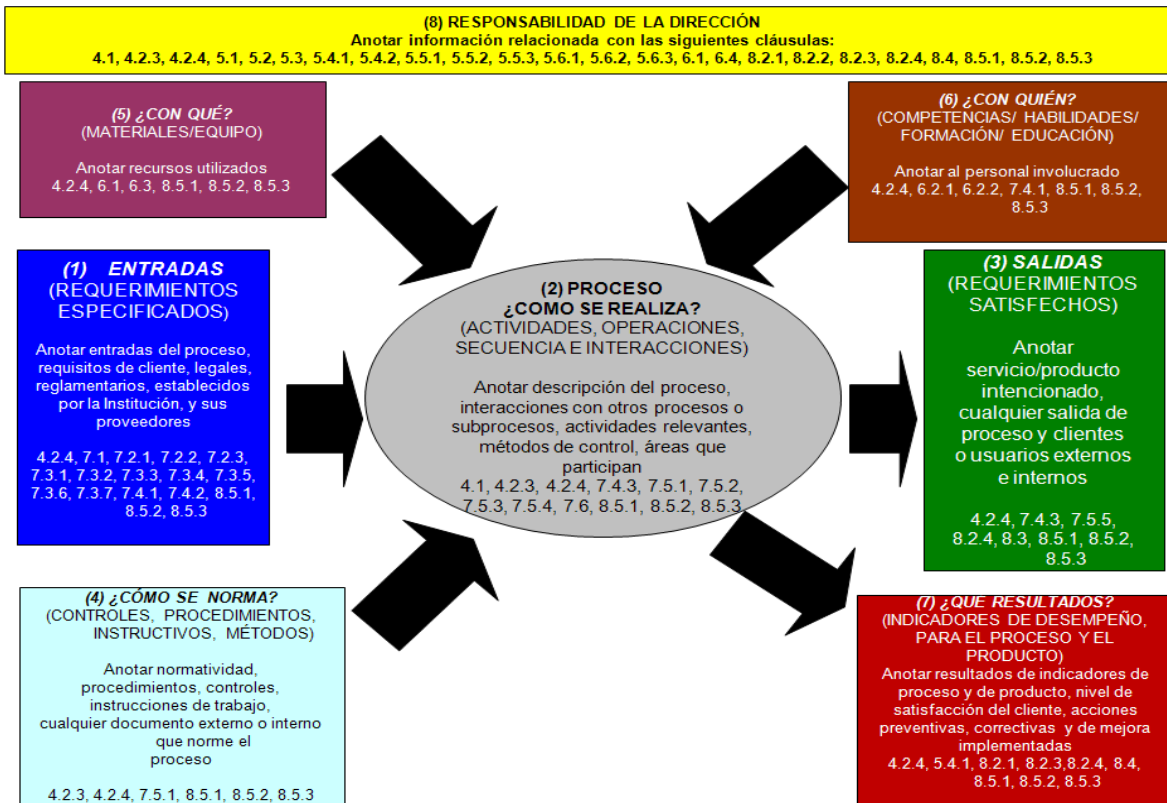 (8) RESPONSABILIDAD DE LA DIRECCIÓN
Anotar información relacionada con las siguientes cláusulas:
4.1, 4.2.3, 4.2.4, 5.1, 5.2, 5.3, 5.4.1, 5.4.2, 5.5.1, 5.5.2, 5.5.3, 5.6.1, 5.6.2, 5.6.3, 6.1, 6.4, 8.2.1, 8.2.2, 8.2.3, 8.2.4, 8.4, 8.5.1, 8.5.2, 8.5.3
(5) ¿CON QUÉ?
(MATERIALES/EQUIPO)
Anotar recursos utilizados
4.2.4, 6.1, 6.3, 8.5.1, 8.5.2, 8.5.3
(6) ¿CON QUIÉN?
(COMPETENCIAS/ HABILIDADES/
FORMACIÓN/ EDUCACIÓN)
Anotar al personal involucrado
4.2.4, 6.2.1, 6.2.2, 7.4.1, 8.5.1, 8.5.2,
8.5.3
(1) ENTRADAS
(REQUERIMIENTOS
ESPECIFICADOS)
Anotar entradas del proceso,
requisitos de cliente, legales,
reglamentarios, establecidos
por la Institución, y sus
proveedores
4.2.4, 7.1, 7.2.1, 7.2.2, 7.2.3,
7.3.1, 7.3.2, 7.3.3, 7.3.4, 7.3.5,
7.3.6, 7.3.7, 7.4.1, 7.4.2, 8.5.1,
8.5.2, 8.5.3
(2) PROCESO
¿COMO SE REALIZA?
(ACTIVIDADES, OPERACIONES,
SECUENCIA E INTERACCIONES)
Anotar descripción del proceso,
interacciones con otros procesos o
subprocesos, actividades relevantes,
métodos de control, áreas que
participan
4.1, 4.2.3, 4.2.4, 7.4.3, 7.5.1, 7.5.2,
7.5.3, 7.5.4, 7.6, 8.5.1, 8.5.2, 8.5.3
(3) SALIDAS
(REQUERIMIENTOS
SATISFECHOS)
Anotar
servicio/producto
intencionado,
cualquier salida de
proceso y clientes
o usuarios externos
e internos
4.2.4, 7.4.3, 7.5.5,
8.2.4, 8.3, 8.5.1, 8.5.2,
8.5.3
(4) ¿CÓMO SE NORMA?
(CONTROLES, PROCEDIMIENTOS,
INSTRUCTIVOS, MÉTODOS)
Anotar normatividad,
procedimientos, controles,
instrucciones de trabajo,
cualquier documento externo o interno
que norme el
proceso
4.2.3, 4.2.4, 7.5.1, 8.5.1, 8.5.2, 8.5.3
(7) ¿QUE RESULTADOS?
(INDICADORES DE DESEMPEÑO,
PARA EL PROCESO Y EL
PRODUCTO)
Anotar resultados de indicadores de
proceso y de producto, nivel de
satisfacción del cliente, acciones
preventivas, correctivas y de mejora
implementadas
4.2.4, 5.4.1, 8.2.1, 8.2.3,8.2.4, 8.4,
8.5.1, 8.5.2, 8.5.3